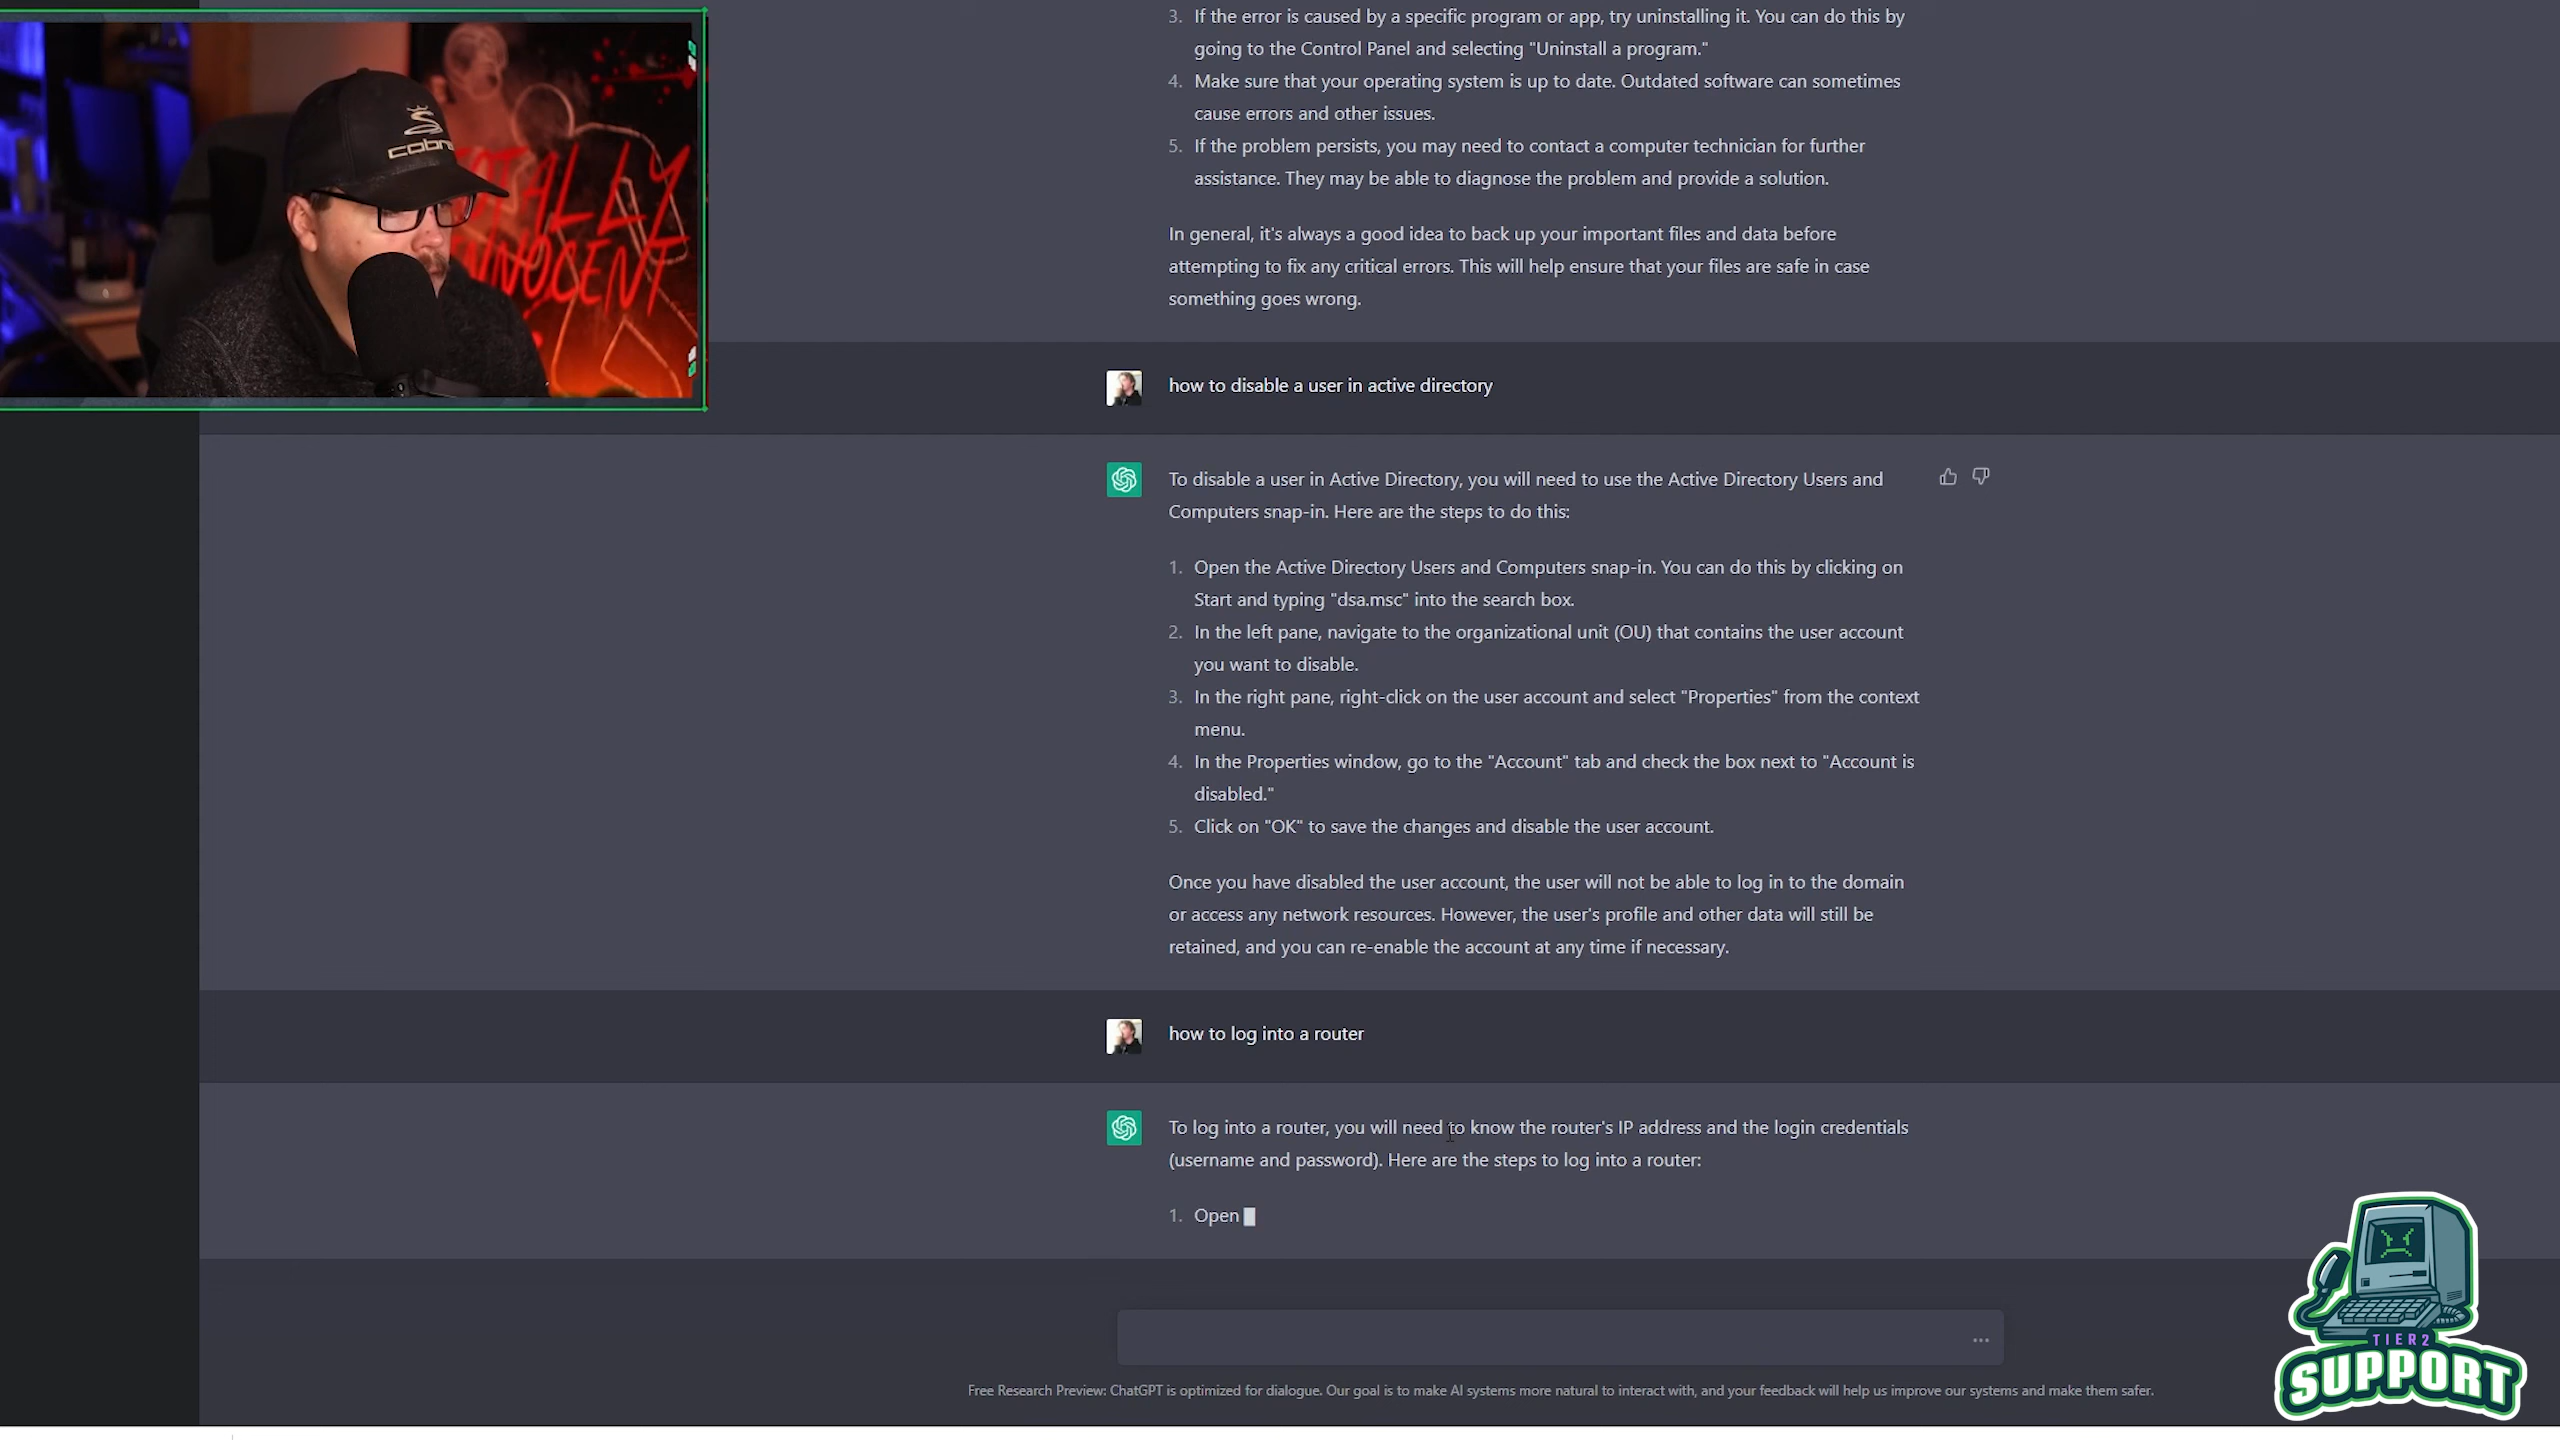 cobra
TOTALLY
INNOCENT
3. If the error is caused by a specific program or app, try uninstalling it. You can do this by
going to the Control Panel and selecting "Uninstall a program."
4. Make sure that your operating system is up to date. Outdated software can sometimes
cause errors and other issues.
5. If the problem persists, you may need to contact a computer technician for further
assistance. They may be able to diagnose the problem and provide a solution.
In general, it's always a good idea to back up your important files and data before
attempting to fix any critical errors. This will help ensure that your files are safe in case
something goes wrong.
how to disable a user in active directory
To disable a user in Active Directory, you will need to use the Active Directory Users and
Computers snap-in. Here are the steps to do this:
1. Open the Active Directory Users and Computers snap-in. You can do this by clicking on
Start and typing "dsa.msc" into the search box.
2. In the left pane, navigate to the organizational unit (OU) that contains the user account
you want to disable.
3. In the right pane, right-click on the user account and select "Properties" from the context
menu.
4. In the Properties window, go to the "Account" tab and check the box next to "Account is
disabled."
5. Click on "OK" to save the changes and disable the user account.
Once you have disabled the user account, the user will not be able to log in to the domain
or access any network resources. However, the user's profile and other data will still be
retained, and you can re-enable the account at any time if necessary.
how to log into a router
To log into a router, you will need to know the router's IP address and the login credentials
(username and password). Here are the steps to log into a router:
1. Open
Free Research Preview: ChatGPT is optimized for dialogue. Our goal is to make AI systems more natural to interact with, and your feedback will help us improve our systems and make them safer.
TIER2
SUPPORT